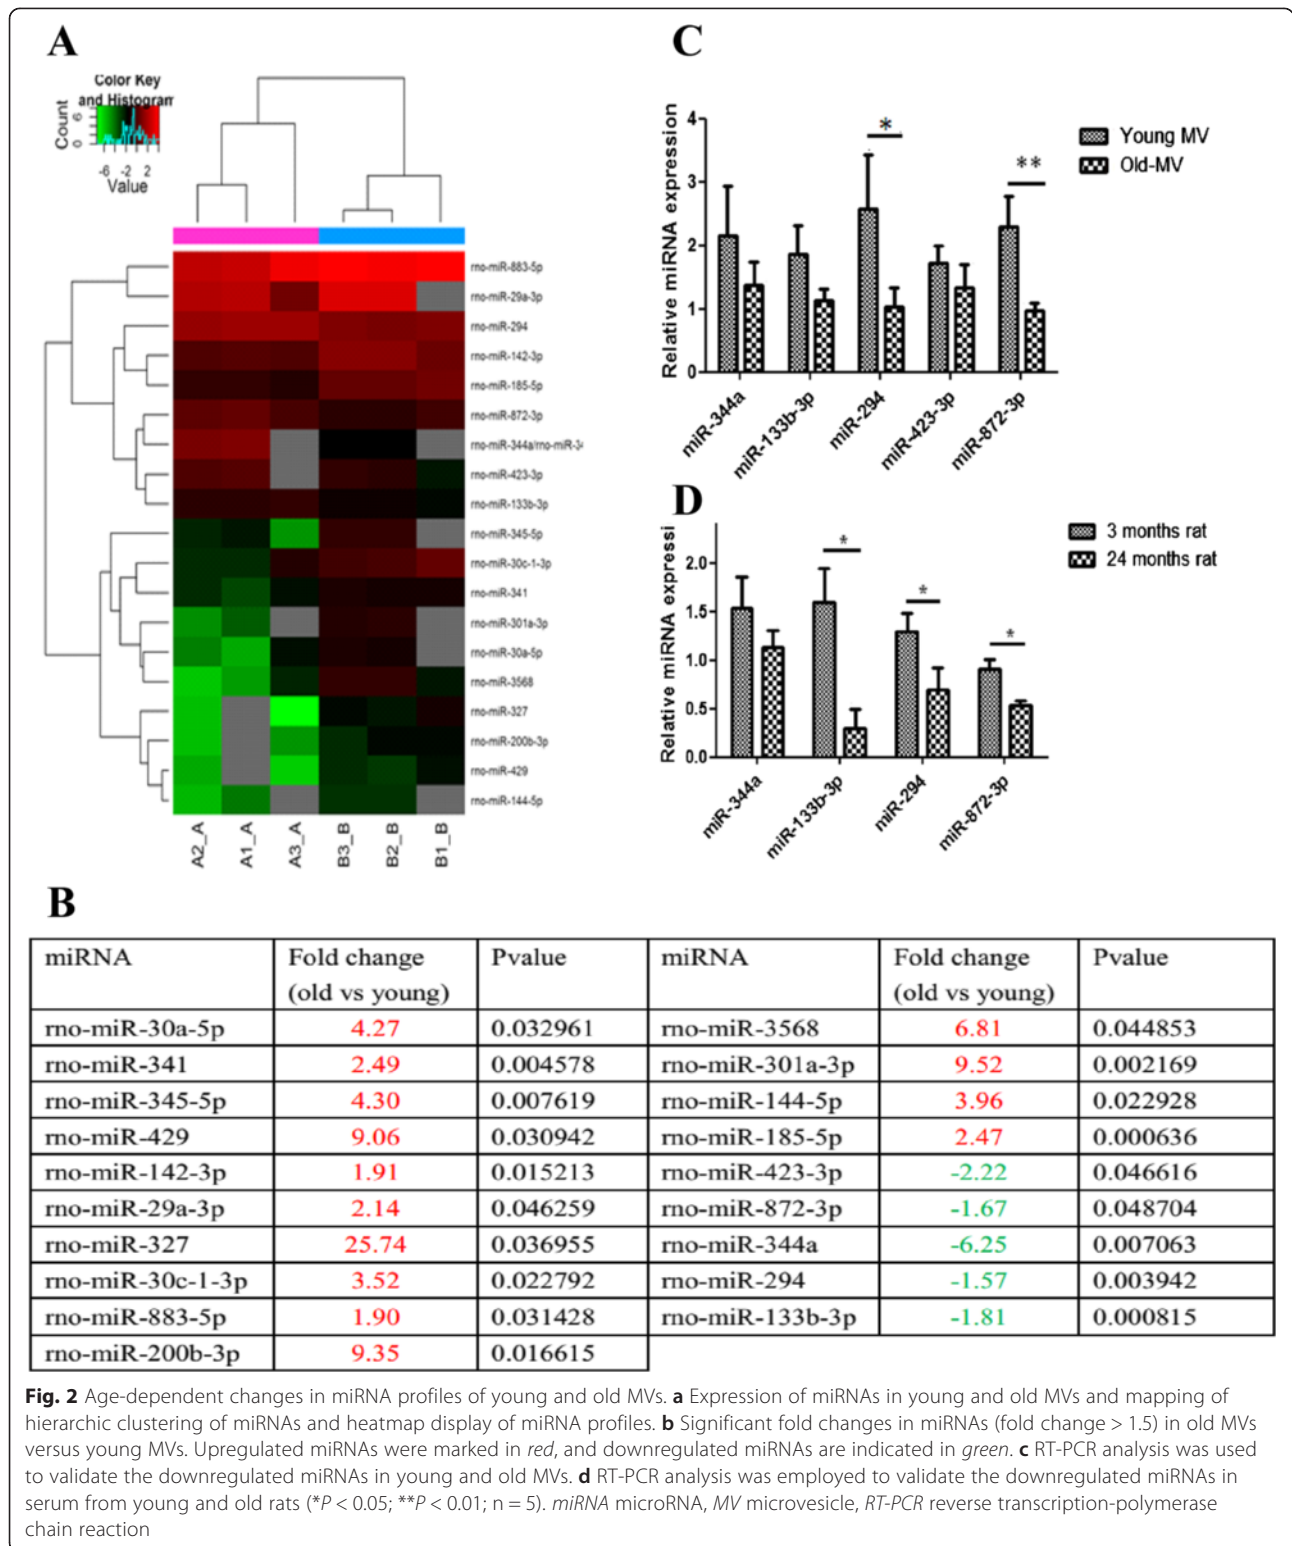 A
Color Key
and Histogram
Count
0
6
-6
-2
2
Value
rno-miR-883-5p
rno-miR-29a-3p
rno-miR-294
rno-miR-142-3p
rno-miR-185-5p
rno-miR-872-3p
rno-miR-344a/rno-miR-34
rno-miR-423-3p
rno-miR-133b-3p
rno-miR-345-5p
rno-miR-30c-1-3p
rno-miR-341
rno-miR-301a-3p
rno-miR-30a-5p
rno-miR-3568
rno-miR-327
rno-miR-200b-3p
rno-miR-429
rno-miR-144-5p
A2_A
A1_A
A3_A
B3_B
B2_B
B1_B
C
Relative miRNA expression
4
3
2
1
0
*
**
Young MV
Old-MV
miR-344a
miR-133b-3p
miR-294
miR-423-3p
miR-872-3p
D
Relative miRNA expressi
2.0
1.5
1.0
0.5
0.0
*
*
*
3 months rat
24 months rat
miR-344a
miR-133b-3p
miR-294
miR-872-3p
B
miRNA Fold change (old vs young) Pvalue miRNA Fold change (old vs young) Pvalue
rno-miR-30a-5p 4.27 0.032961 rno-miR-3568 6.81 0.044853
rno-miR-341 2.49 0.004578 rno-miR-301a-3p 9.52 0.002169
rno-miR-345-5p 4.30 0.007619 rno-miR-144-5p 3.96 0.022928
rno-miR-429 9.06 0.030942 rno-miR-185-5p 2.47 0.000636
rno-miR-142-3p 1.91 0.015213 rno-miR-423-3p -2.22 0.046616
rno-miR-29a-3p 2.14 0.046259 rno-miR-872-3p -1.67 0.048704
rno-miR-327 25.74 0.036955 rno-miR-344a -6.25 0.007063
rno-miR-30c-1-3p 3.52 0.022792 rno-miR-294 -1.57 0.003942
rno-miR-883-5p 1.90 0.031428 rno-miR-133b-3p -1.81 0.000815
rno-miR-200b-3p 9.35 0.016615
Fig. 2 Age-dependent changes in miRNA profiles of young and old MVs. a Expression of miRNAs in young and old MVs and mapping of
hierarchic clustering of miRNAs and heatmap display of miRNA profiles. b Significant fold changes in miRNAs (fold change > 1.5) in old MVs
versus young MVs. Upregulated miRNAs were marked in red, and downregulated miRNAs are indicated in green. c RT-PCR analysis was used
to validate the downregulated miRNAs in young and old MVs. d RT-PCR analysis was employed to validate the downregulated miRNAs in
serum from young and old rats (*P < 0.05; **P < 0.01; n = 5). miRNA microRNA, MV microvesicle, RT-PCR reverse transcription-polymerase
chain reaction